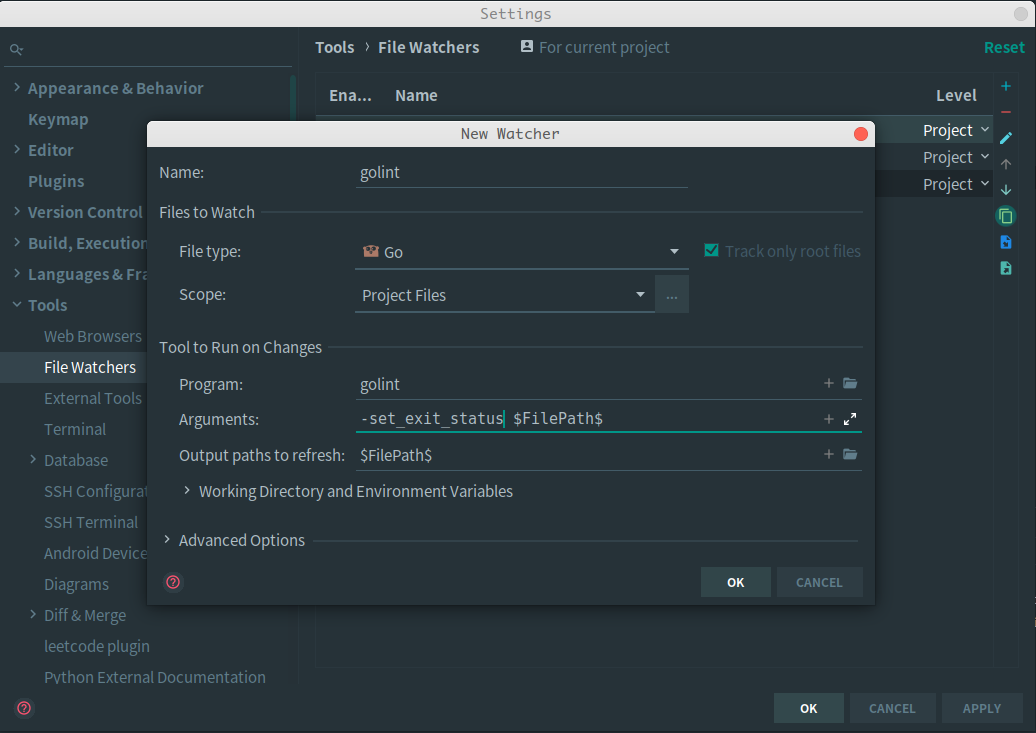 Settings
Tools › File Watchers For current project Reset
Appearance & Behavior
Keymap
Editor
Plugins
Version Control
Build, Execution
Languages & Fra
Tools
Web Browsers
File Watchers
External Tools
Terminal
Database
SSH Configurat
SSH Terminal
Android Device
Diagrams
Diff & Merge
leetcode plugin
Python External Documentation
Ena... Name Level
Project
Project
Project
New Watcher
Name: golint
Files to Watch
File type: Go Track only root files
Scope: Project Files ...
Tool to Run on Changes
Program: golint
Arguments: -set_exit_status $FilePath$
Output paths to refresh: $FilePath$
Working Directory and Environment Variables
Advanced Options
? OK CANCEL
? OK CANCEL APPLY